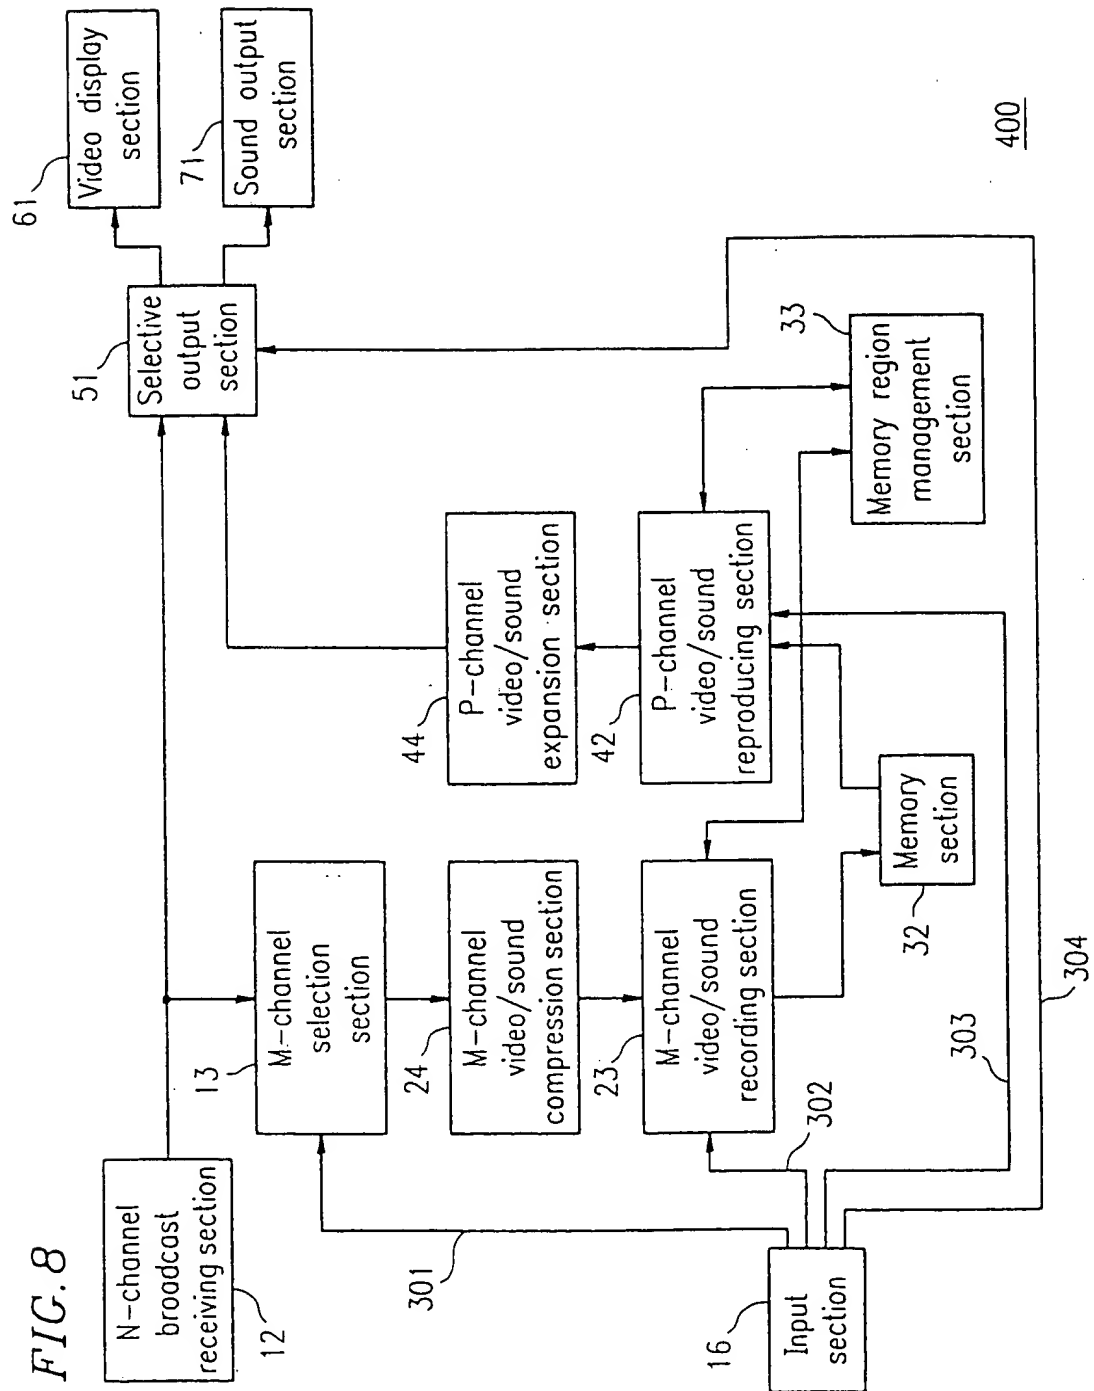 FIG.8
N-channel
broadcast
receiving section
12
M-channel
selection
section
13
M-channel
video/sound
compression section
24
M-channel
video/sound
recording section
23
Input
section
16
301
302
303
304
Memory
section
32
P-channel
video/sound
expansion section
44
P-channel
video/sound
reproducing section
42
Memory region
management
section
33
Selective
output
section
51
Video display
section
61
Sound output
section
71
400